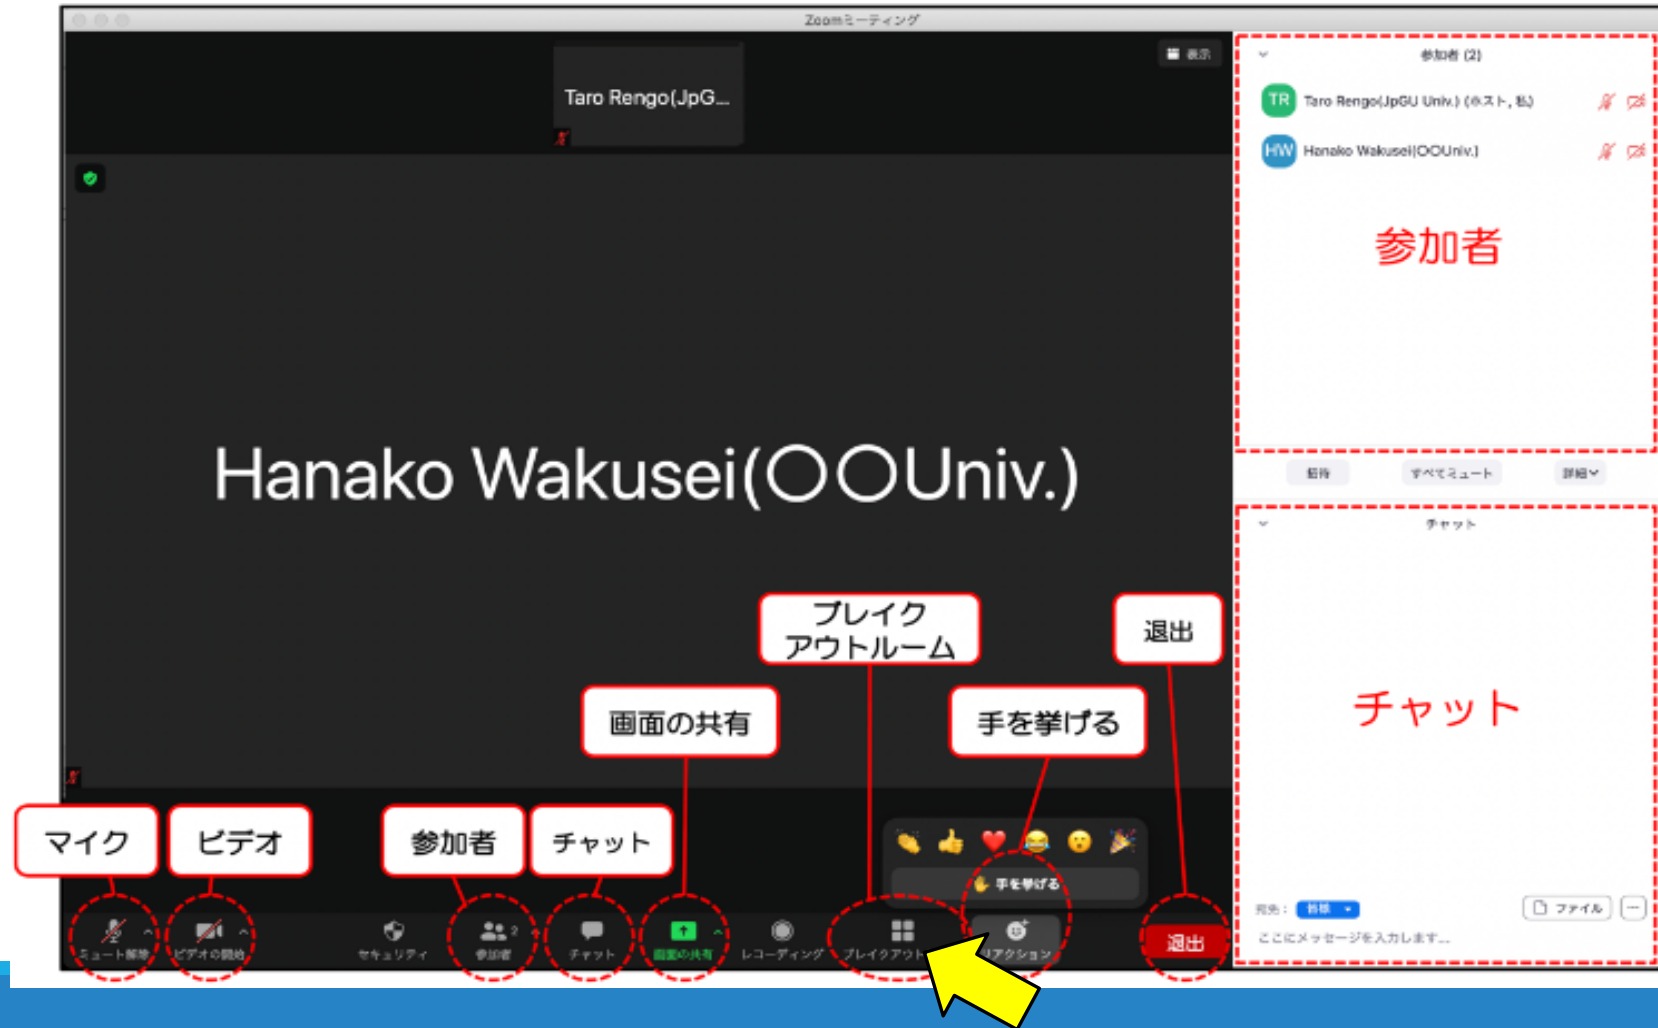 Zoomミーティング
Taro Rengo(JpG...
表示
参加者 (2)
TR Taro Rengo(JpGU Univ.) (ホスト, 私)
HW Hanako Wakusei(〇〇Univ.)
参加者
Hanako Wakusei(〇〇Univ.)
招待 すべてミュート 詳細
チャット
ブレイク
アウトルーム
退出
画面の共有
手を挙げる
チャット
マイク
ビデオ
参加者
チャット
手を挙げる
宛先: 皆様
ファイル
ここにメッセージを入力します...
ミュート解除
ビデオの開始
セキュリティ
参加者
2
チャット
画面の共有
レコーディング
ブレイクアウト
リアクション
退出